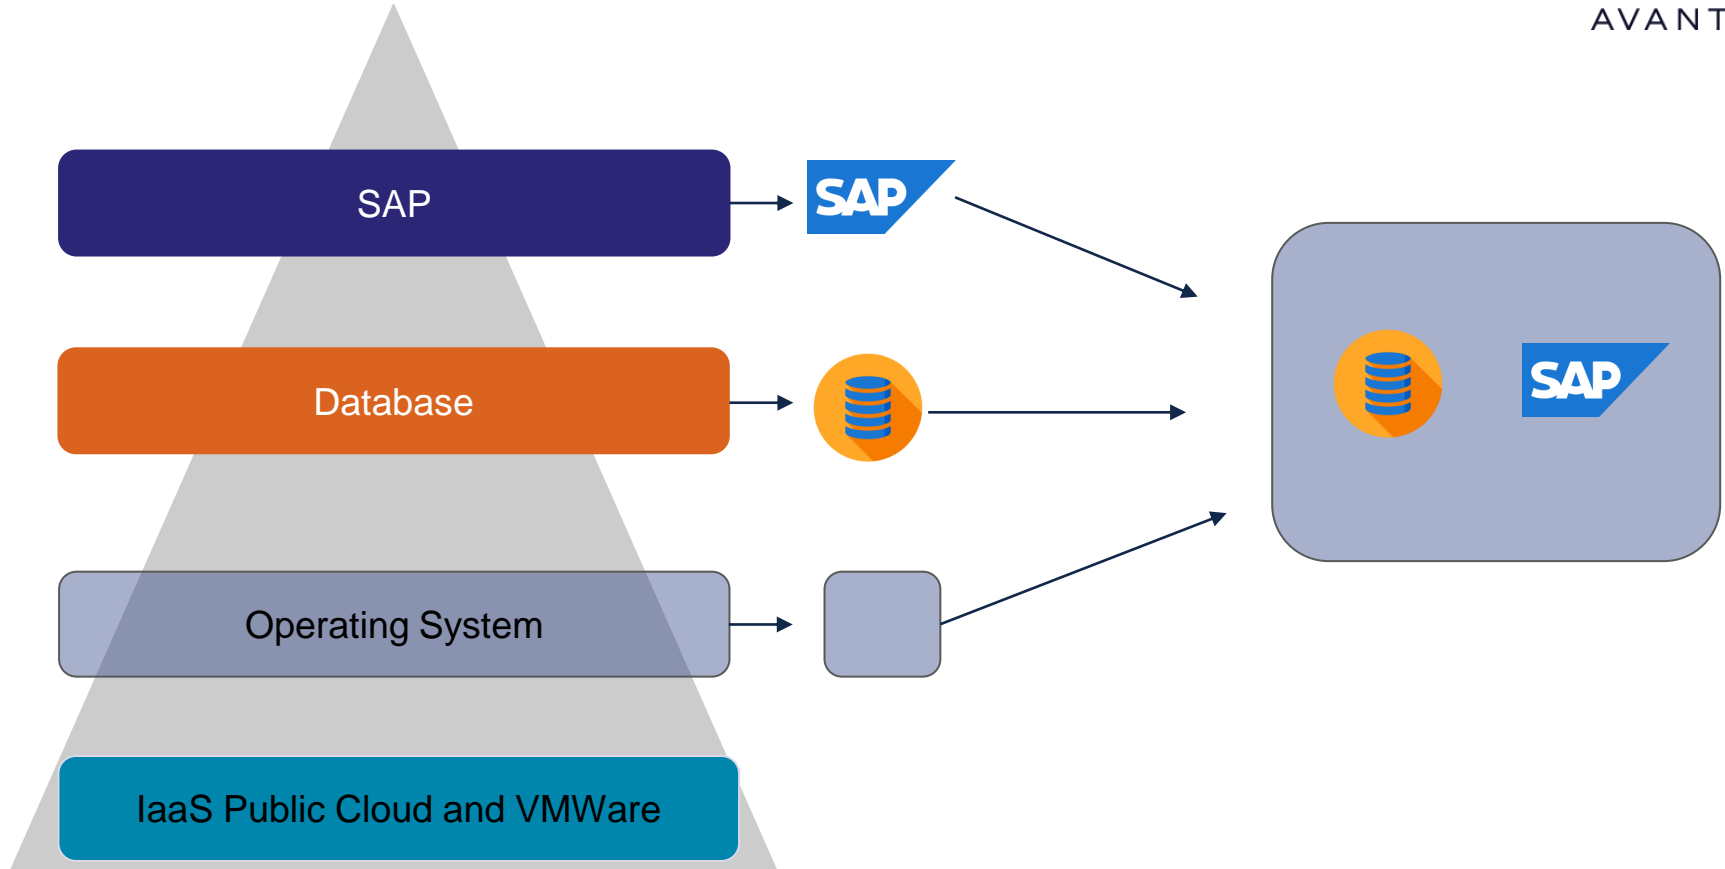 AVANT
SAP
SAP
Database
SAP
Operating System
IaaS Public Cloud and VMWare